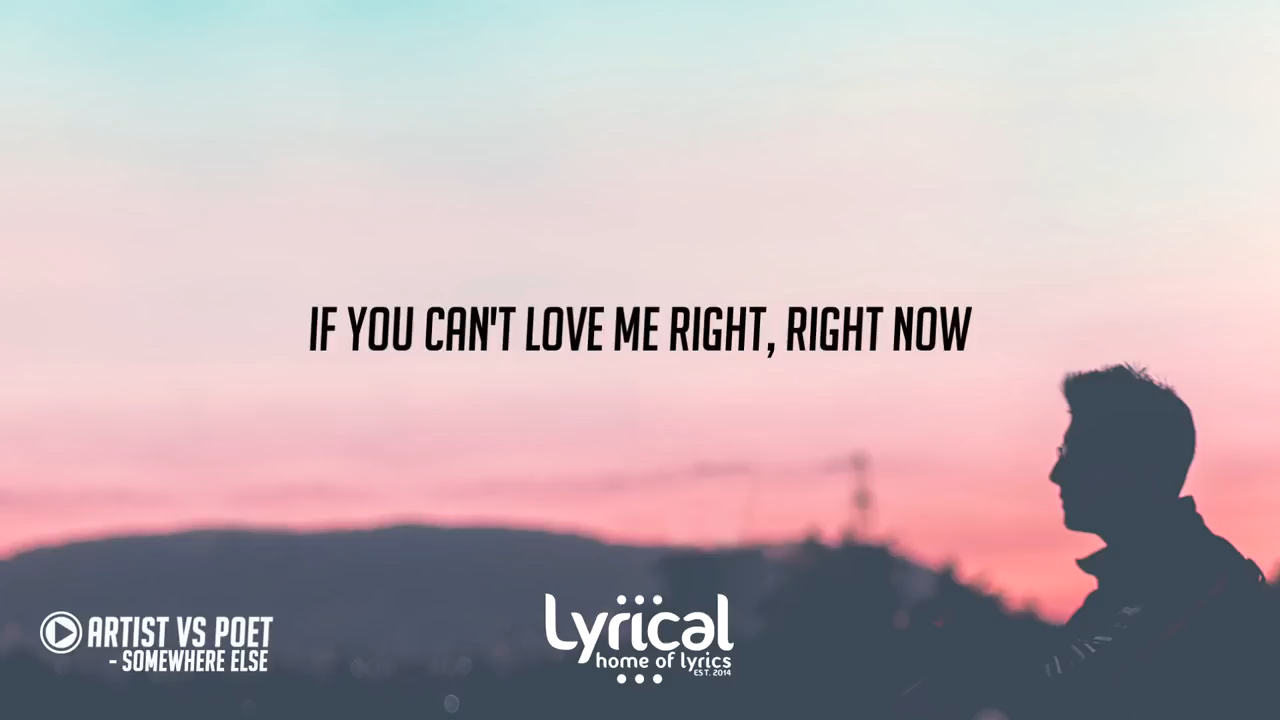 IF YOU CAN'T LOVE ME RIGHT, RIGHT NOW
ARTIST VS POET
- SOMEWHERE ELSE
Lyrical
home of lyrics
EST. 2014